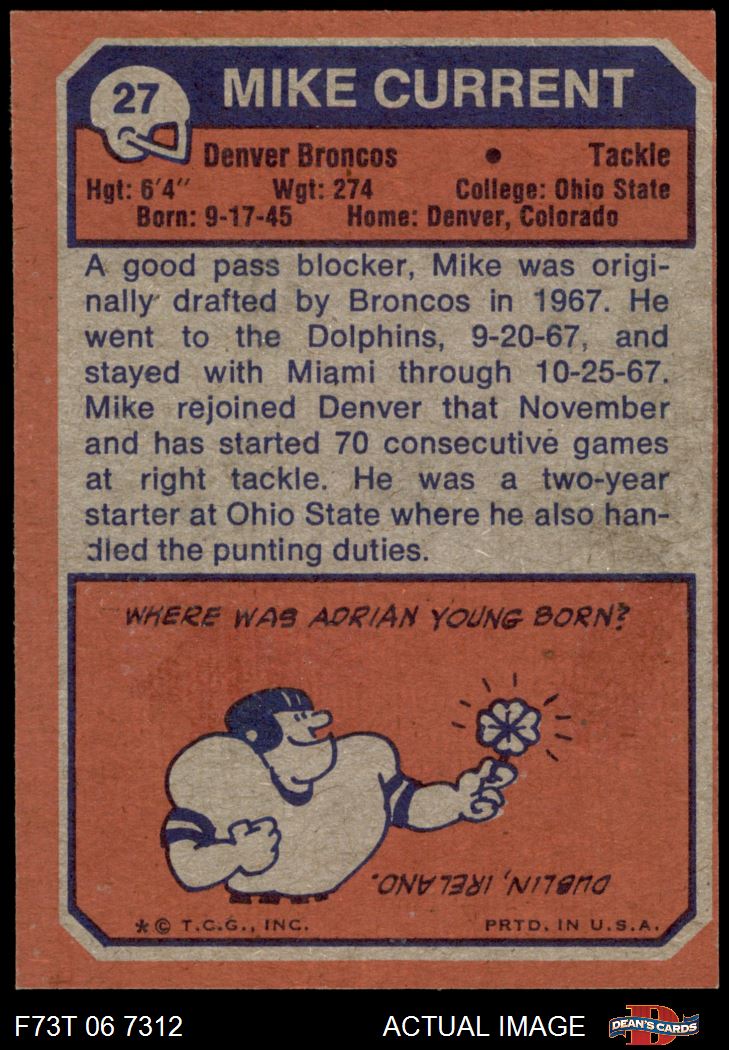 27
MIKE CURRENT
Denver Broncos • Tackle
Hgt: 6'4" Wgt: 274 College: Ohio State
Born: 9-17-45 Home: Denver, Colorado
A good pass blocker, Mike was origi-
nally drafted by Broncos in 1967. He
went to the Dolphins, 9-20-67, and
stayed with Miami through 10-25-67.
Mike rejoined Denver that November
and has started 70 consecutive games
at right tackle. He was a two-year
starter at Ohio State where he also han-
dled the punting duties.
WHERE WAS ADRIAN YOUNG BORN?
DUBLIN, IRELAND.
* © T.C.G., INC. PRTD. IN U.S.A.
F73T 06 7312 ACTUAL IMAGE D DEAN'S CARDS